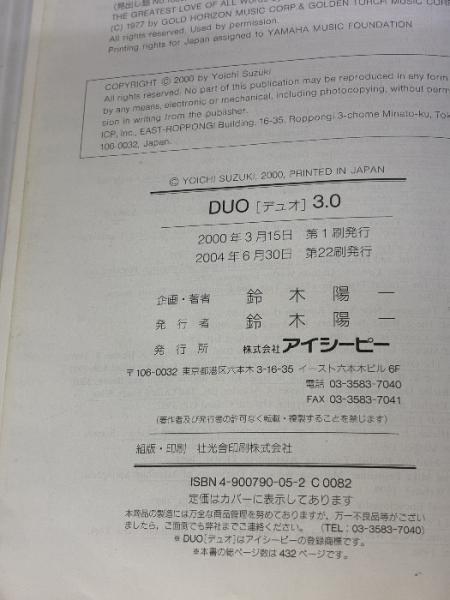 THE GREATEST LOVE OF ALL
(C) 1977 by GOLD HORIZON MUSIC CORP & GOLDEN TORCH MUSIC COR
All rights reserved. Used by permission.
Printing rights for Japan assigned to YAMAHA MUSIC FOUNDATION
COPYRIGHT © 2000 by Yoichi Suzuki
All rights reserved. No part of this publication may be reproduced in any form
by any means, electronic or mechanical, including photocopying, without perm
sion in writing from the publisher.
ICP, Inc., EAST-ROPPONGI Building, 16-35, Roppongi 3-chome Minato-ku, Tok
106-0032, Japan.
© YOICHI SUZUKI, 2000, PRINTED IN JAPAN
DUO [デュオ] 3.0
2000年3月15日 第1刷発行
2004年6月30日 第22刷発行
企画・著者 鈴木陽一
発行者 鈴木陽一
発行所 株式会社アイシーピー
〒106-0032 東京都港区六本木3-16-35 イースト六本木ビル6F
電話 03-3583-7040
FAX 03-3583-7041
(著作者及び発行者の許可なく転載・複製することを禁じます)
組版・印刷 壮光舎印刷株式会社
ISBN4-900790-05-2 C0082
定価はカバーに表示してあります
本商品の製造には万全な商品管理を努めておりますが、万一不良品等がござい
ましたら、ご面倒でも弊社までご連絡ください。 (TEL:03-3583-7040)
※DUO[デュオ]はアイシーピーの登録商標です。
※本書の総ページ数は432ページです。